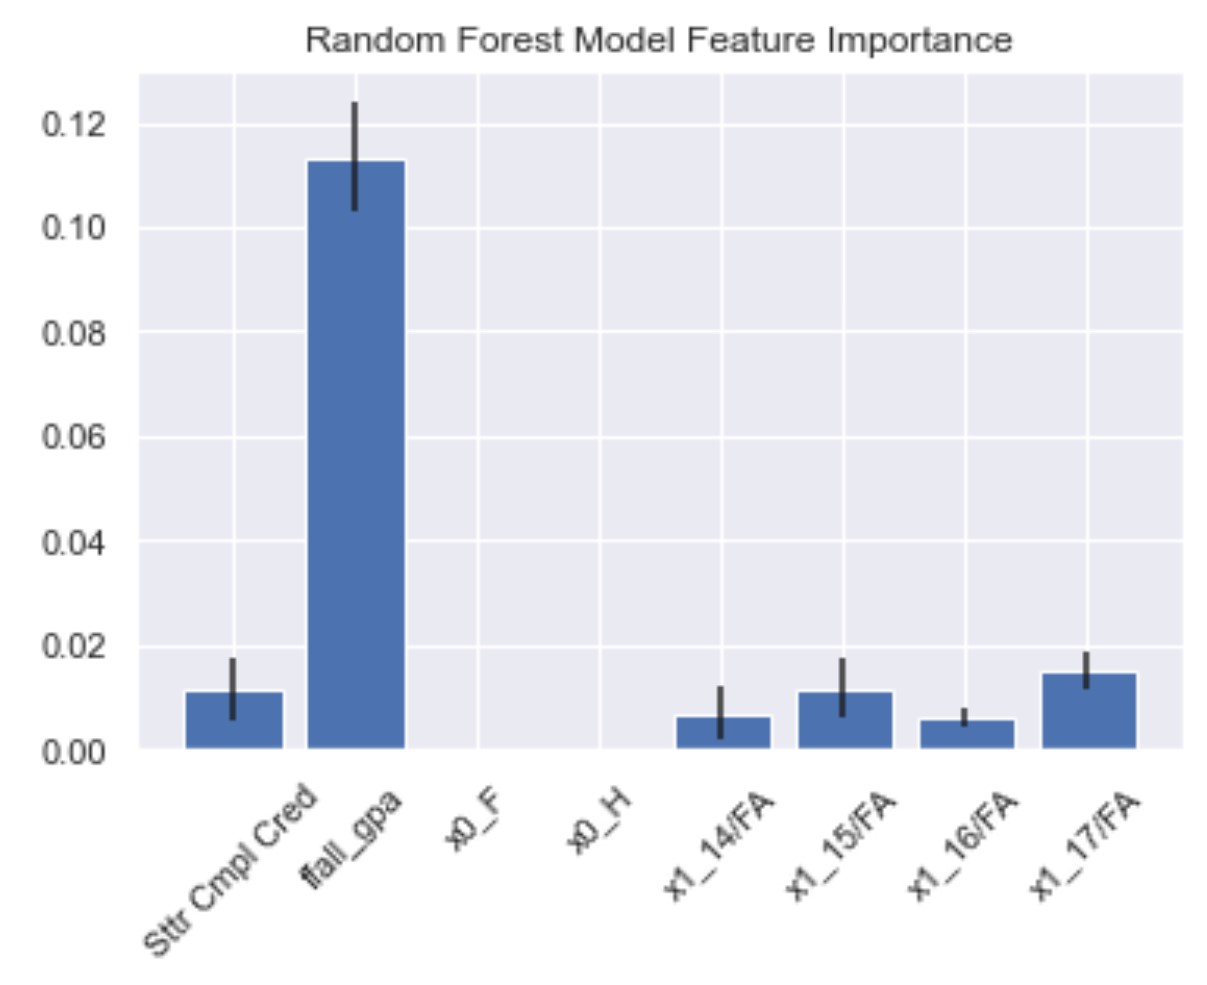 Random Forest Model Feature Importance
0.12
0.10
0.08
0.06
0.04
0.02
0.00
Sttr Cmpl Cred
ffall_gpa
x0_F
x0_H
x1_14/FA
x1_15/FA
x1_16/FA
x1_17/FA